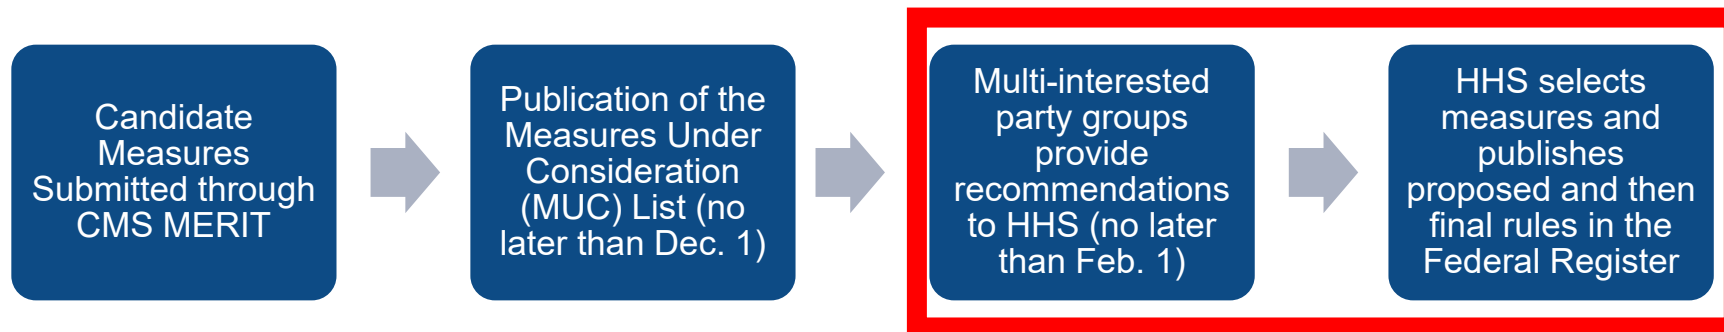 Candidate
Measures
Submitted through
CMS MERIT
Publication of the
Measures Under
Consideration
(MUC) List (no
later than Dec. 1)
Multi-interested
party groups
provide
recommendations
to HHS (no later
than Feb. 1)
HHS selects
measures and
publishes
proposed and then
final rules in the
Federal Register